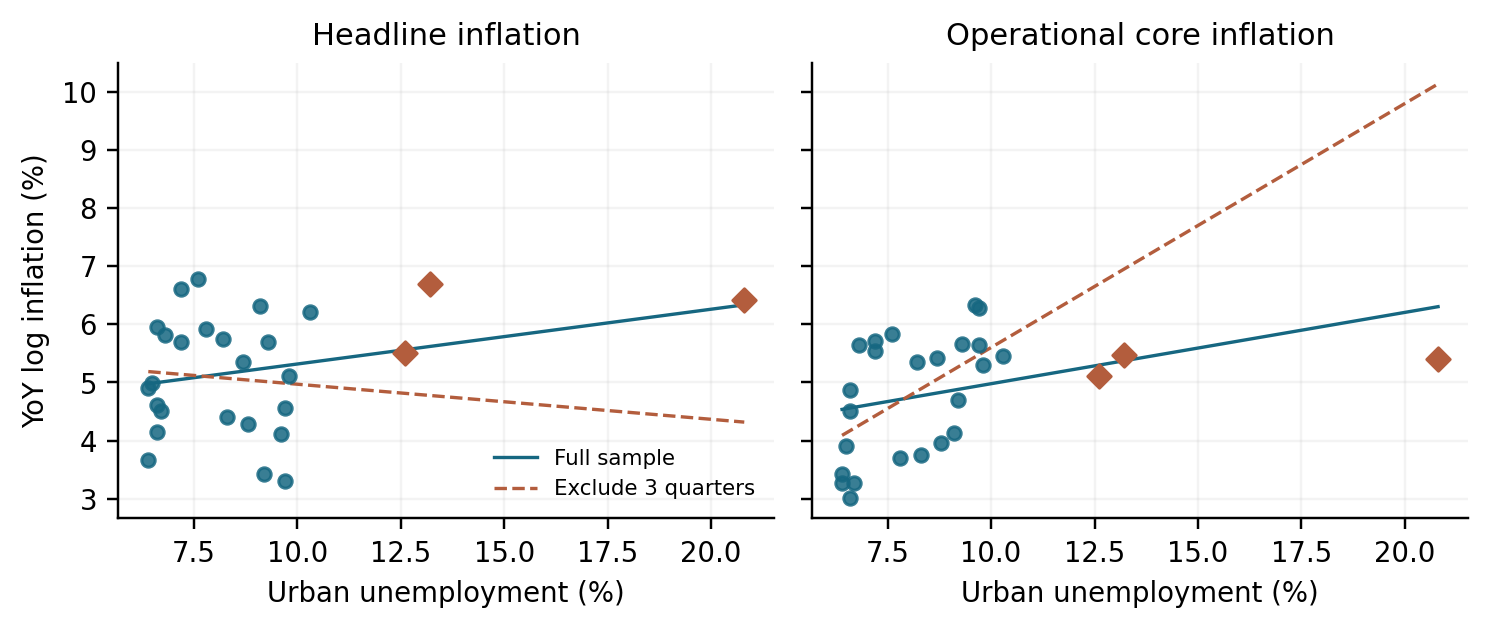 Headline inflation
Operational core inflation
YoY log inflation (%)
10
9
8
7
6
5
4
3
Full sample
Exclude 3 quarters
7.5 10.0 12.5 15.0 17.5 20.0
7.5 10.0 12.5 15.0 17.5 20.0
Urban unemployment (%)
Urban unemployment (%)